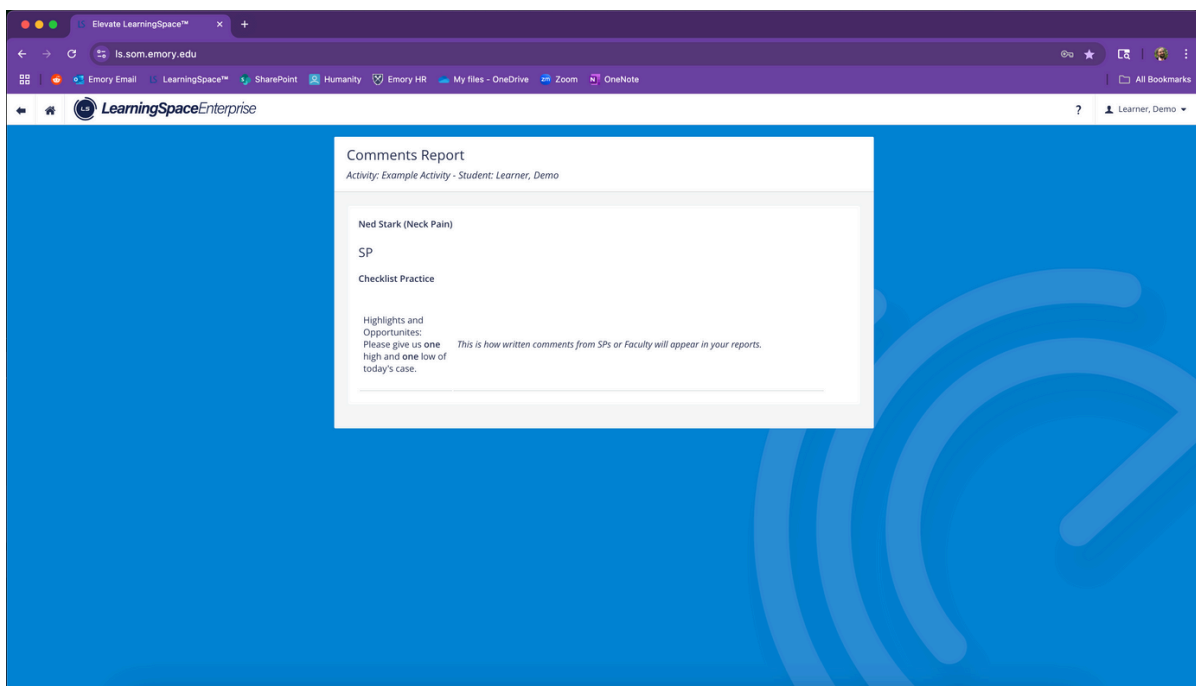 Elevate LearningSpace™
ls.som.emory.edu
Emory Email LearningSpace™ SharePoint Humanity Emory HR My files - OneDrive Zoom OneNote All Bookmarks
LS LearningSpaceEnterprise ? Learner, Demo
Comments Report
Activity: Example Activity - Student: Learner, Demo
Ned Stark (Neck Pain)
SP
Checklist Practice
Highlights and
Opportunites:
Please give us one
high and one low of
today's case.
This is how written comments from SPs or Faculty will appear in your reports.